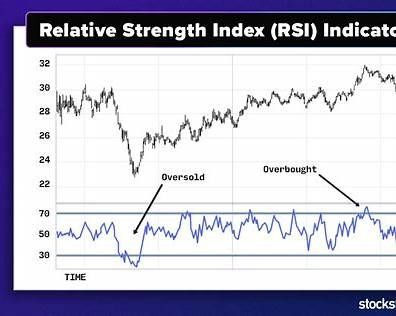 Relative Strength Index (RSI) Indicato
32
30
28
26
24
22
Oversold
Overbought
70
50
30
TIME
stocks